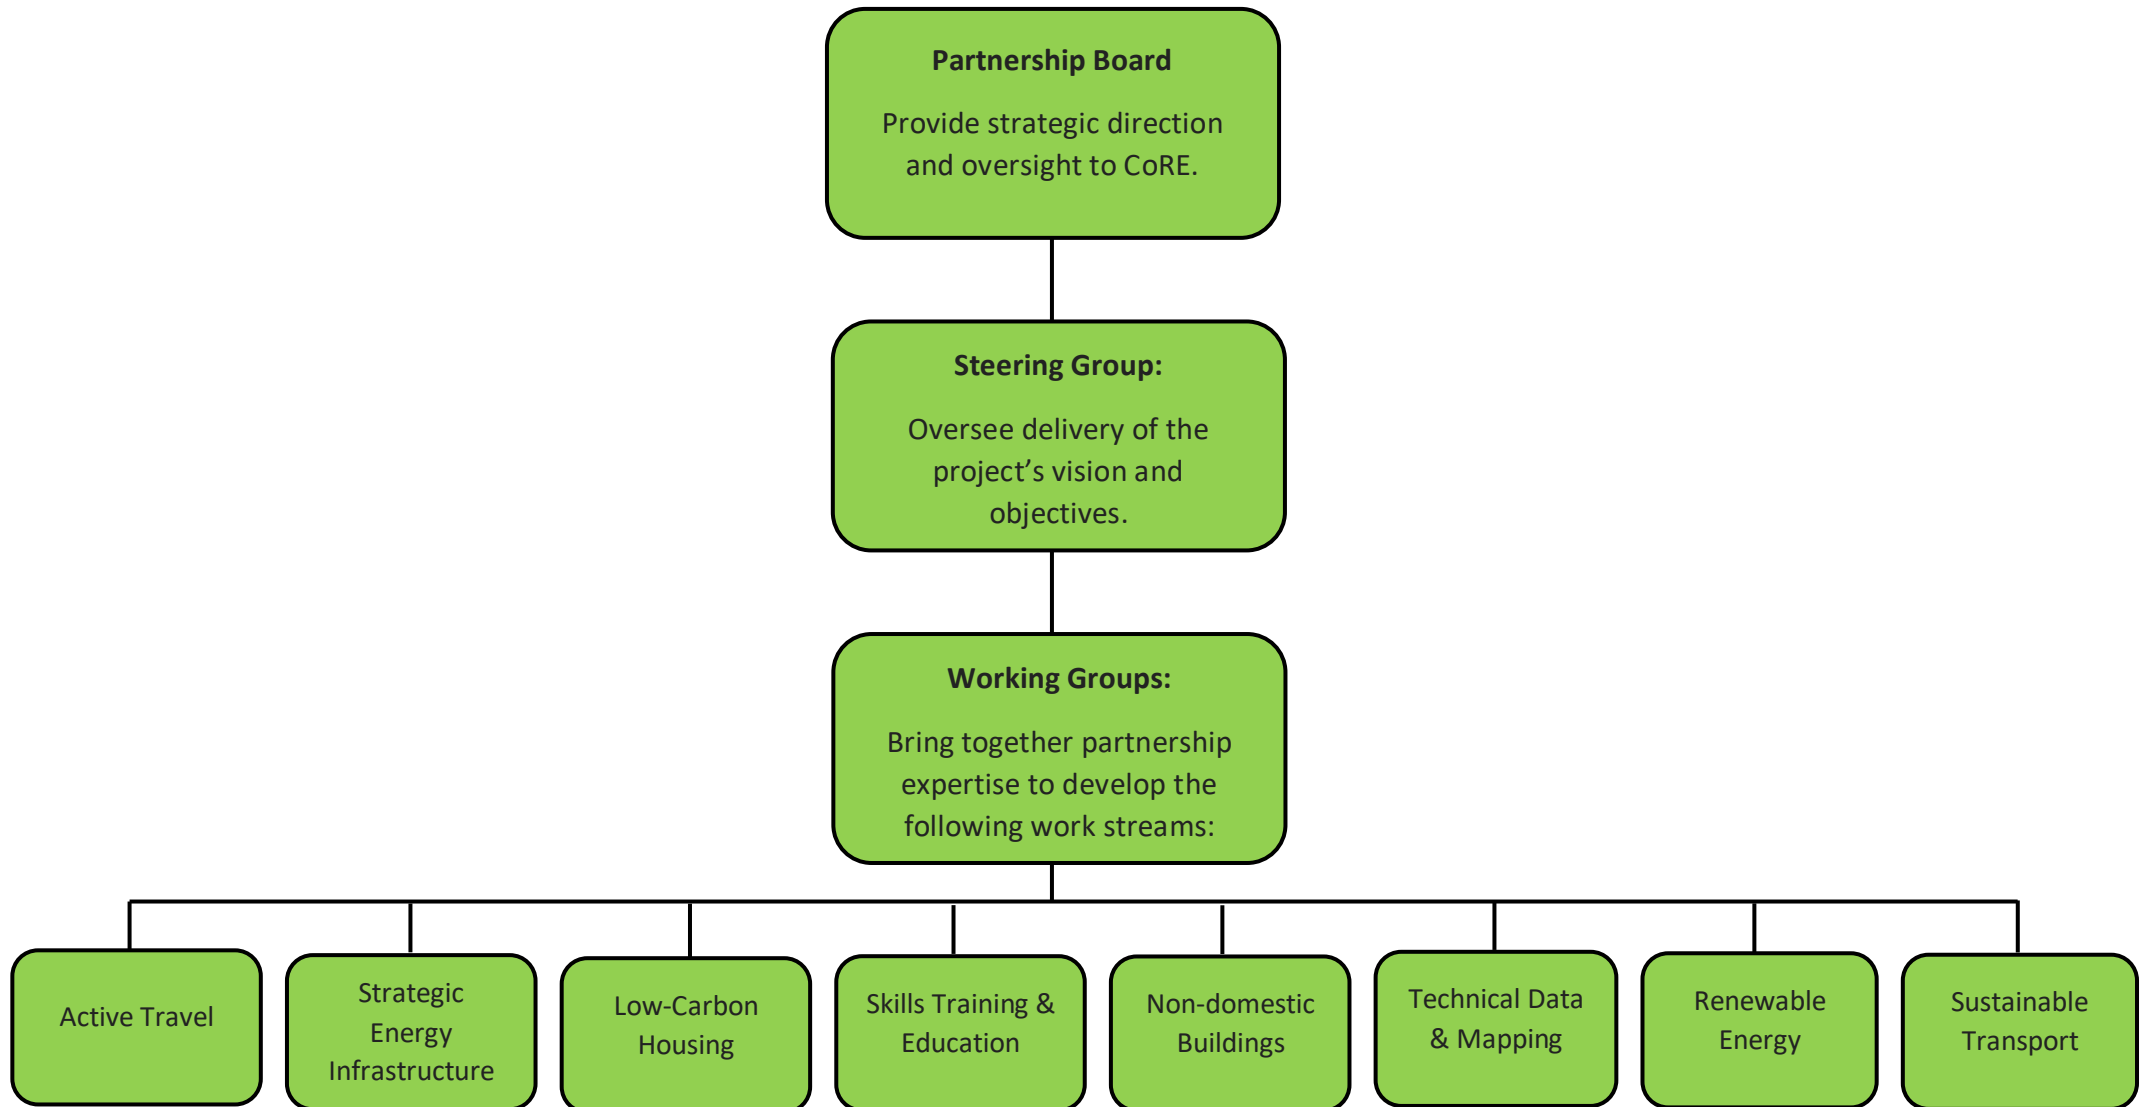 Partnership Board
Provide strategic direction
and oversight to CoRE.
Steering Group:
Oversee delivery of the
project’s vision and
objectives.
Working Groups:
Bring together partnership
expertise to develop the
following work streams:
Active Travel
Strategic
Energy
Infrastructure
Low-Carbon
Housing
Skills Training &
Education
Non-domestic
Buildings
Technical Data
& Mapping
Renewable
Energy
Sustainable
Transport